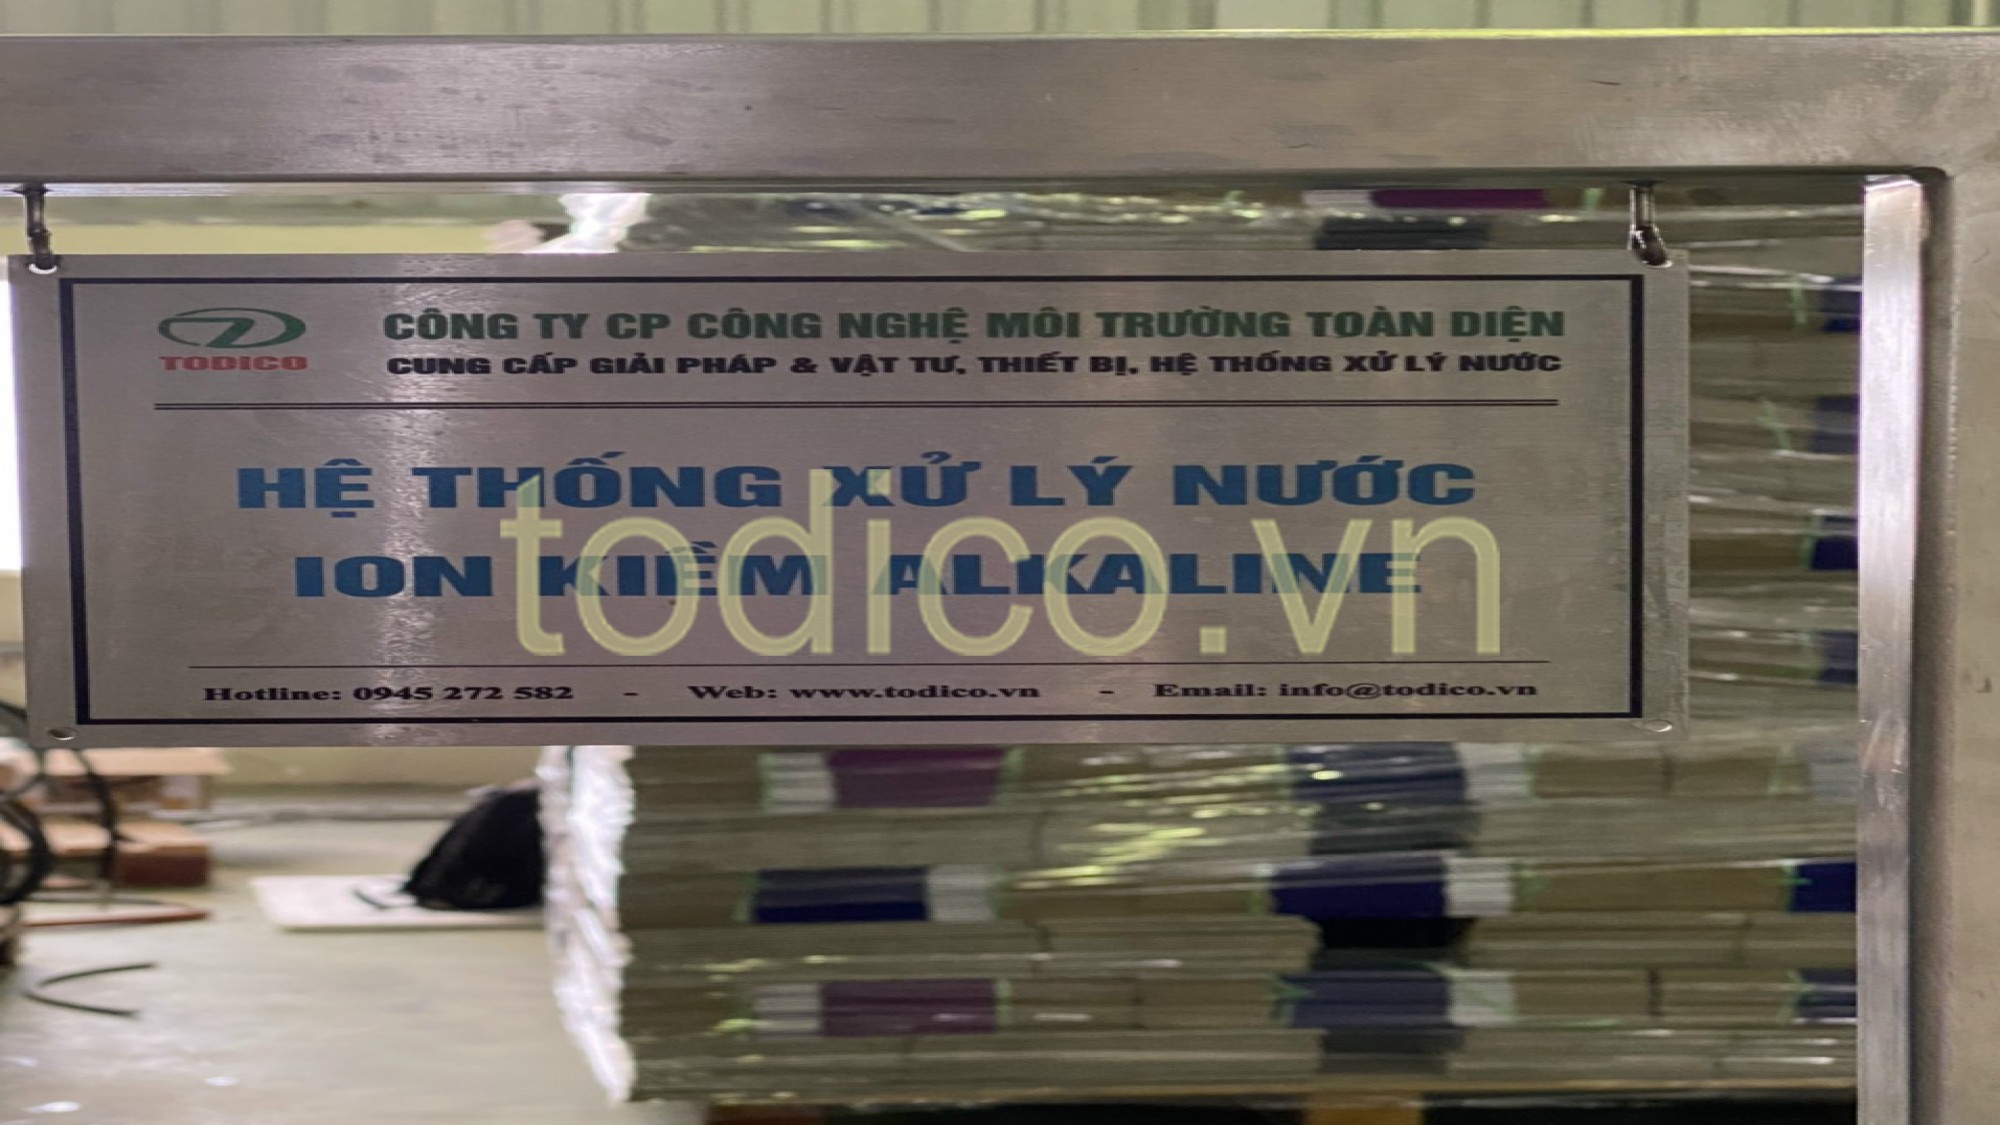 TODICO
CÔNG TY CP CÔNG NGHỆ MÔI TRƯỜNG TOÀN DIỆN
CUNG CẤP GIẢI PHÁP & VẬT TƯ, THIẾT BỊ, HỆ THỐNG XỬ LÝ NƯỚC
HỆ THỐNG XỬ LÝ NƯỚC
ION KIỀM ALKALINE
todico.vn
Hotline: 0945 272 582 - Web: www.todico.vn - Email: info@todico.vn